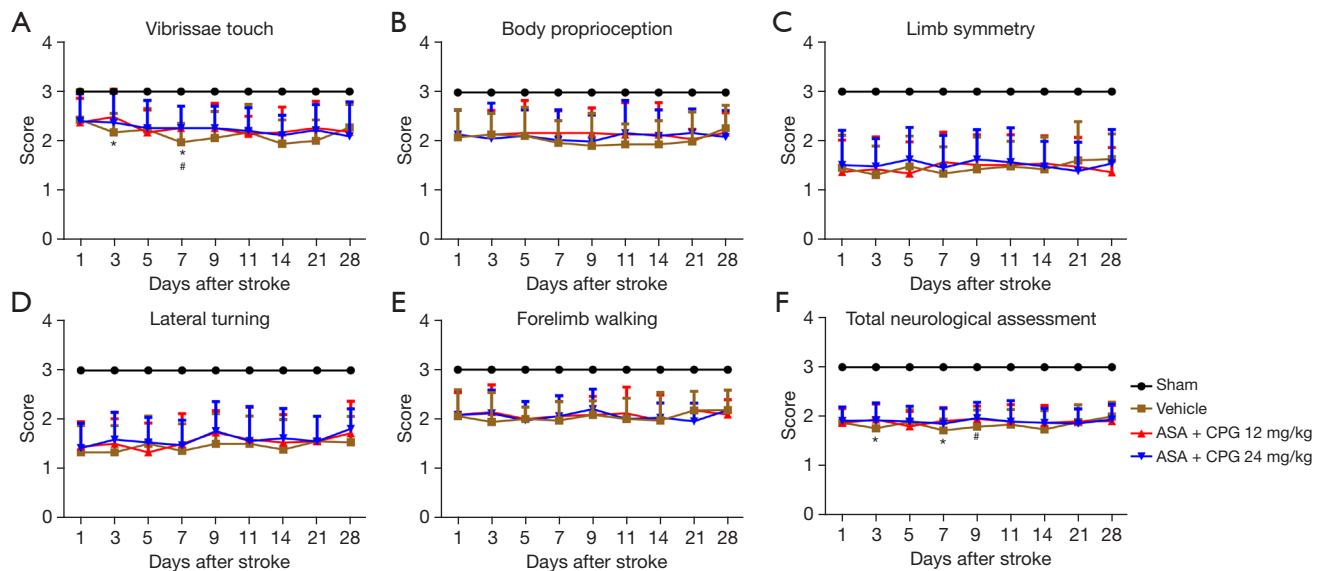 A
Vibrissae touch
4
3
2
1
0
Score
*
*
#
1 3 5 7 9 11 14 21 28
Days after stroke
B
Body proprioception
4
3
2
1
0
Score
1 3 5 7 9 11 14 21 28
Days after stroke
C
Limb symmetry
4
3
2
1
0
Score
1 3 5 7 9 11 14 21 28
Days after stroke
D
Lateral turning
4
3
2
1
0
Score
1 3 5 7 9 11 14 21 28
Days after stroke
E
Forelimb walking
4
3
2
1
0
Score
1 3 5 7 9 11 14 21 28
Days after stroke
F
Total neurological assessment
4
3
2
1
0
Score
*
*
#
1 3 5 7 9 11 14 21 28
Days after stroke
Sham
Vehicle
ASA + CPG 12 mg/kg
ASA + CPG 24 mg/kg